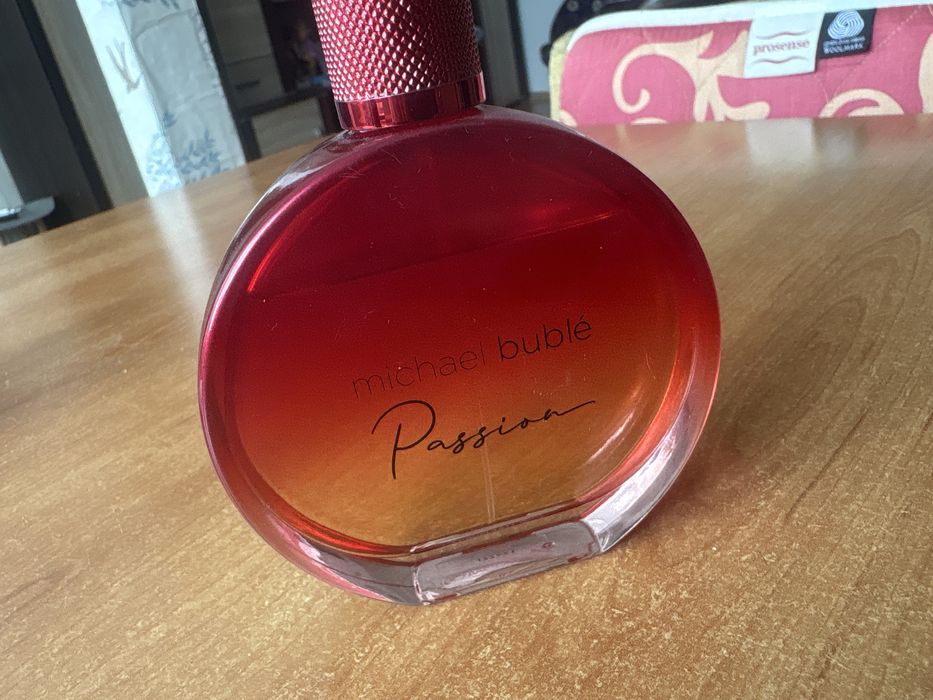 prosense
WOOLMARK
michael bublé
Passion